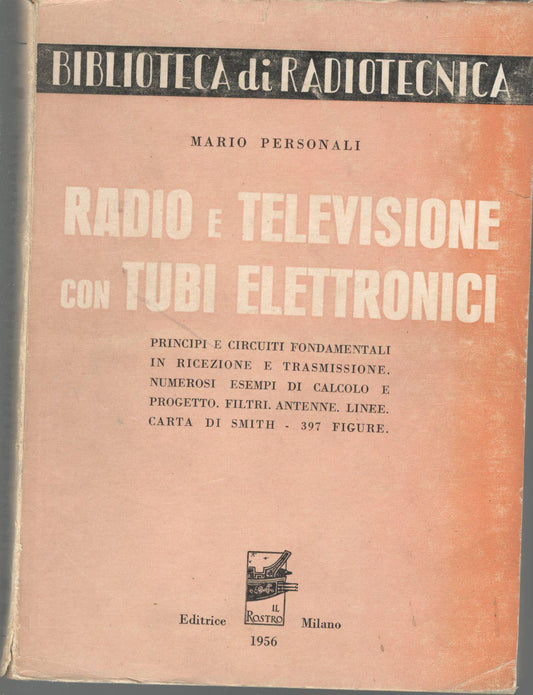 BIBLIOTECA di RADIOTECNICA
MARIO PERSONALI
RADIO E TELEVISIONE
CON TUBI ELETTRONICI
PRINCIPI E CIRCUITI FONDAMENTALI
IN RICEZIONE E TRASMISSIONE.
NUMEROSI ESEMPI DI CALCOLO E
PROGETTO. FILTRI. ANTENNE. LINEE.
CARTA DI SMITH - 397 FIGURE.
IL
ROSTRO
Editrice Milano
1956